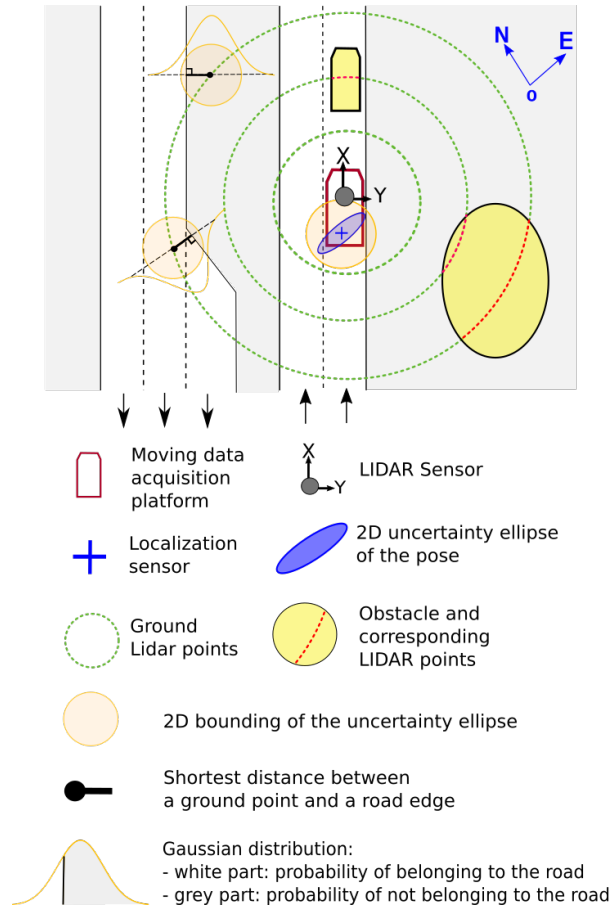 N
E
O
X
Y
Moving data
acquisition
platform
X
Y
LIDAR Sensor
Localization
sensor
2D uncertainty ellipse
of the pose
Ground
Lidar points
Obstacle and
corresponding
LIDAR points
2D bounding of the uncertainty ellipse
Shortest distance between
a ground point and a road edge
Gaussian distribution:
- white part: probability of belonging to the road
- grey part: probability of not belonging to the road